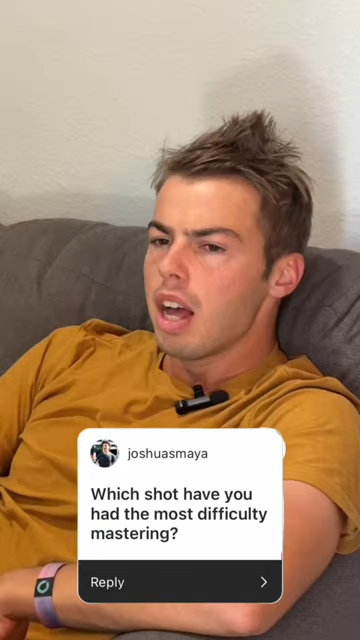 joshuasmaya
Which shot have you
had the most difficulty
mastering?
Reply